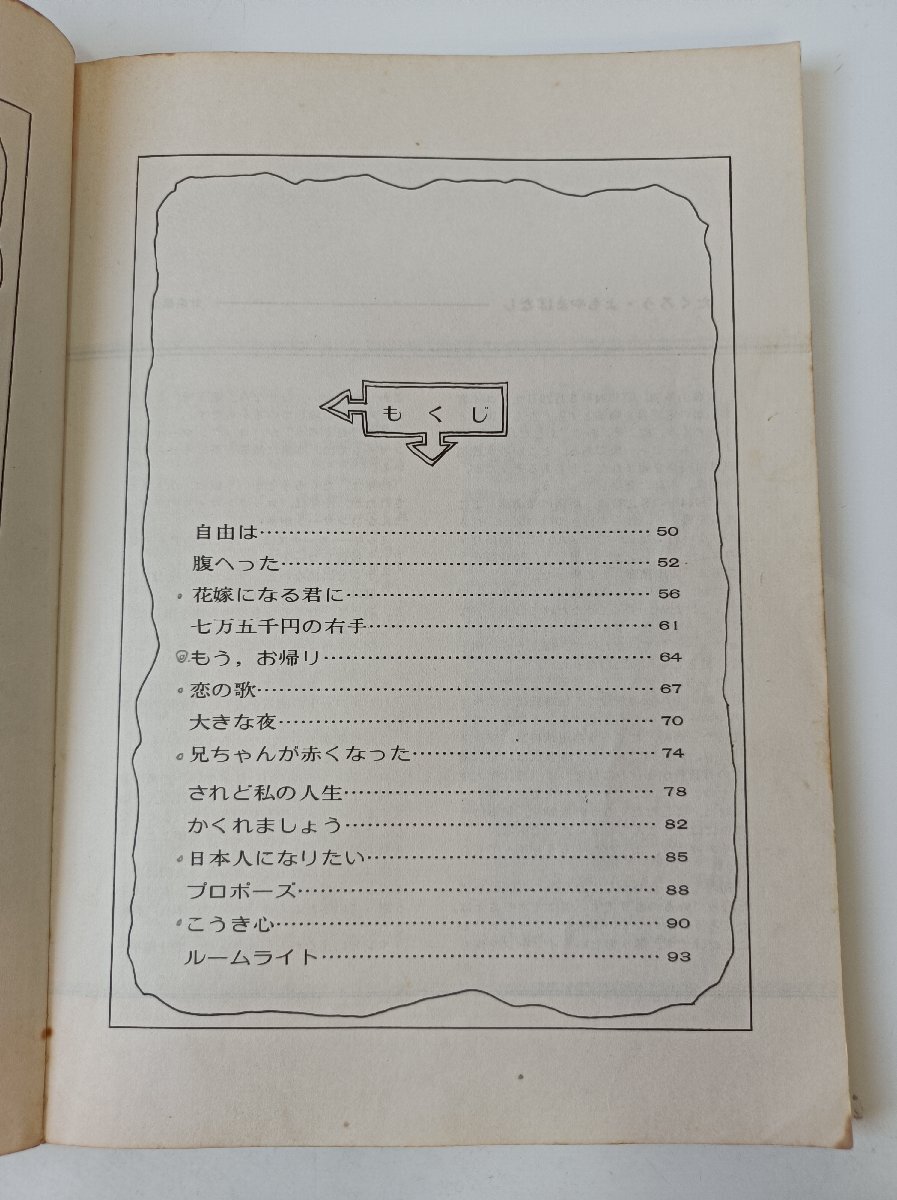 もくじ
自由は……………………………………………50
腹へった…………………………………………52
花嫁になる君に…………………………………56
七万五千円の右手………………………………61
もう，お帰り……………………………………64
恋の歌……………………………………………67
大きな夜…………………………………………70
兄ちゃんが赤くなった…………………………74
されど私の人生…………………………………78
かくれましょう…………………………………82
日本人になりたい………………………………85
プロポーズ………………………………………88
こうき心…………………………………………90
ルームライト……………………………………93